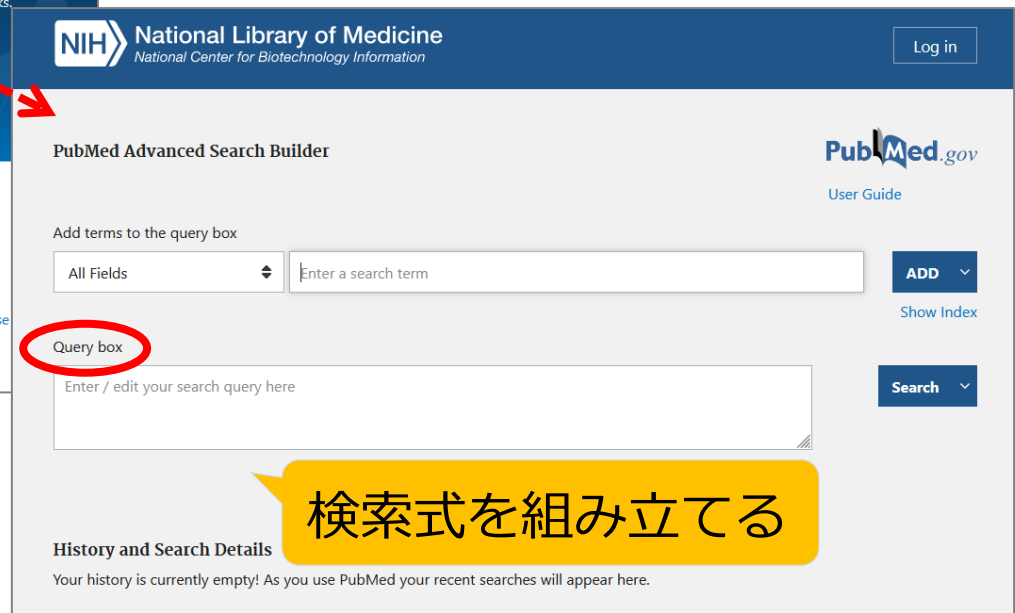 ks.
NIH National Library of Medicine
National Center for Biotechnology Information
Log in
PubMed Advanced Search Builder
PubMed.gov
User Guide
Add terms to the query box
All Fields
Enter a search term
ADD
Show Index
se
Query box
Enter / edit your search query here
Search
検索式を組み立てる
History and Search Details
Your history is currently empty! As you use PubMed your recent searches will appear here.